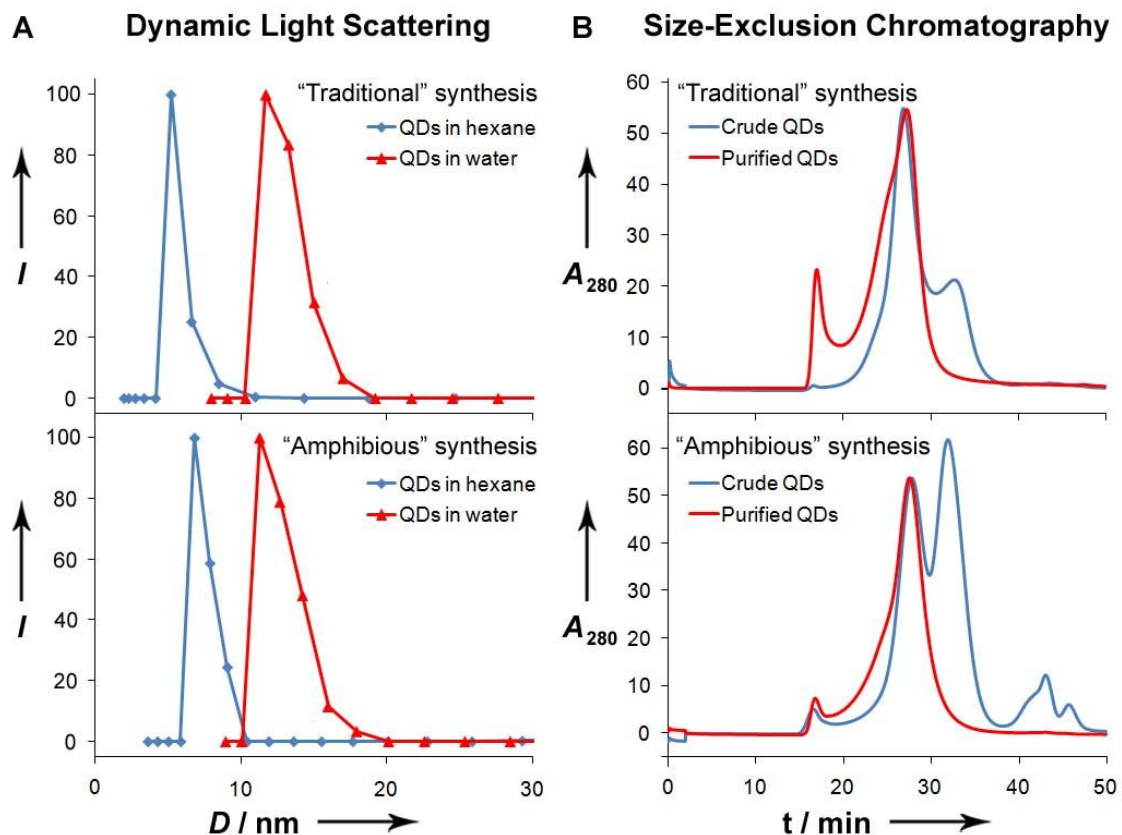 A Dynamic Light Scattering
B Size-Exclusion Chromatography
“Traditional” synthesis
QDs in hexane
QDs in water
100
80
60
40
20
0
I
“Amphibious” synthesis
QDs in hexane
QDs in water
100
80
60
40
20
0
I
0 10 20 30
D / nm
“Traditional” synthesis
Crude QDs
Purified QDs
60
50
40
30
20
10
0
A280
“Amphibious” synthesis
Crude QDs
Purified QDs
60
50
40
30
20
10
0
A280
0 10 20 30 40 50
t / min